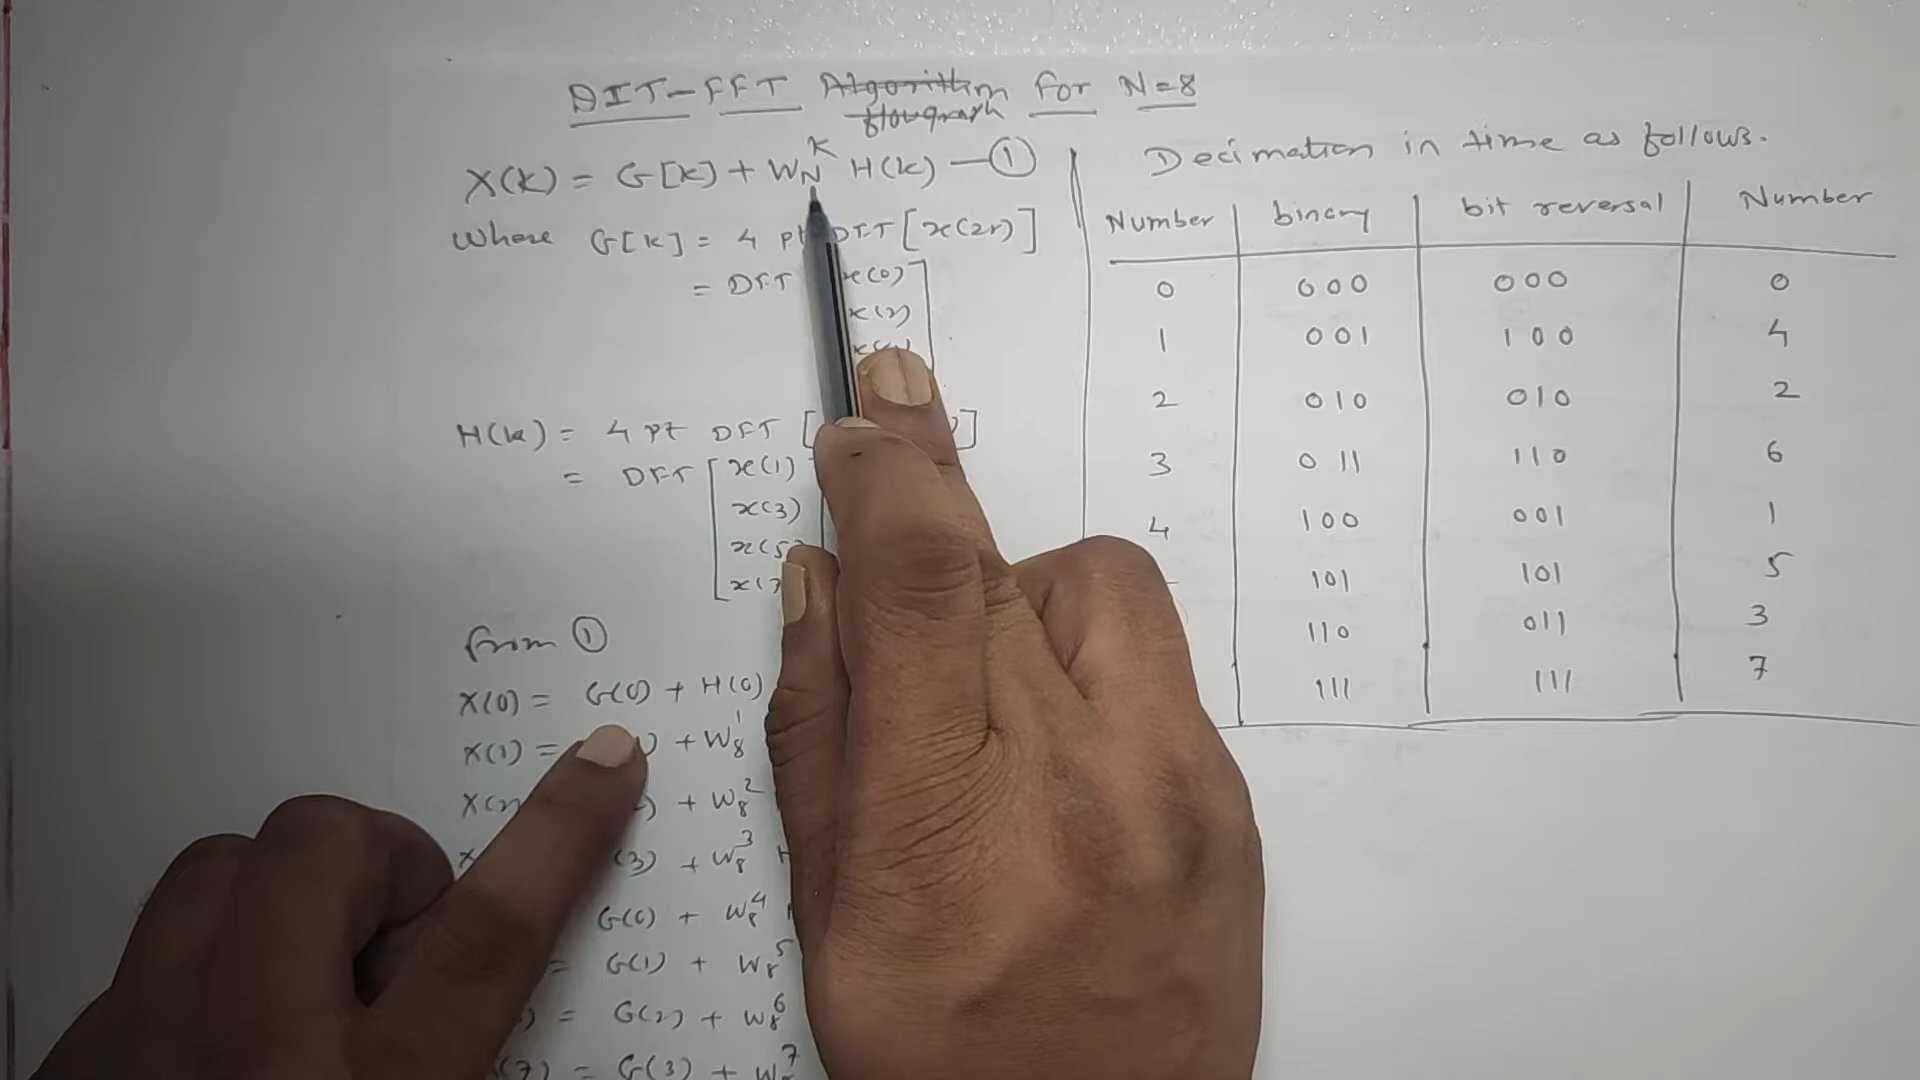 DIT-FFT Algorithm for N=8
flowgraph
X(K) = G[K] + W_N^K H(k) — ①
Where G[k] = 4 pt DFT [x(2r)]
= DFT x(0)
x(2)
H(k) = 4 pt DFT [ ]
= DFT [x(1)
x(3)
x(5)
from ①
X(0) = G(0) + H(0)
X(1) = + W_8^1
+ W_8^2
(3) + W_8^3
G(0) + W_8^4
= G(1) + W_8^5
= G(2) + W_8^6
(7) = G(3) + W^7
Decimation in time as follows.
Number binary bit reversal Number
0 000 000 0
1 001 100 4
2 010 010 2
3 011 110 6
4 100 001 1
101 101 5
110 011 3
111 111 7